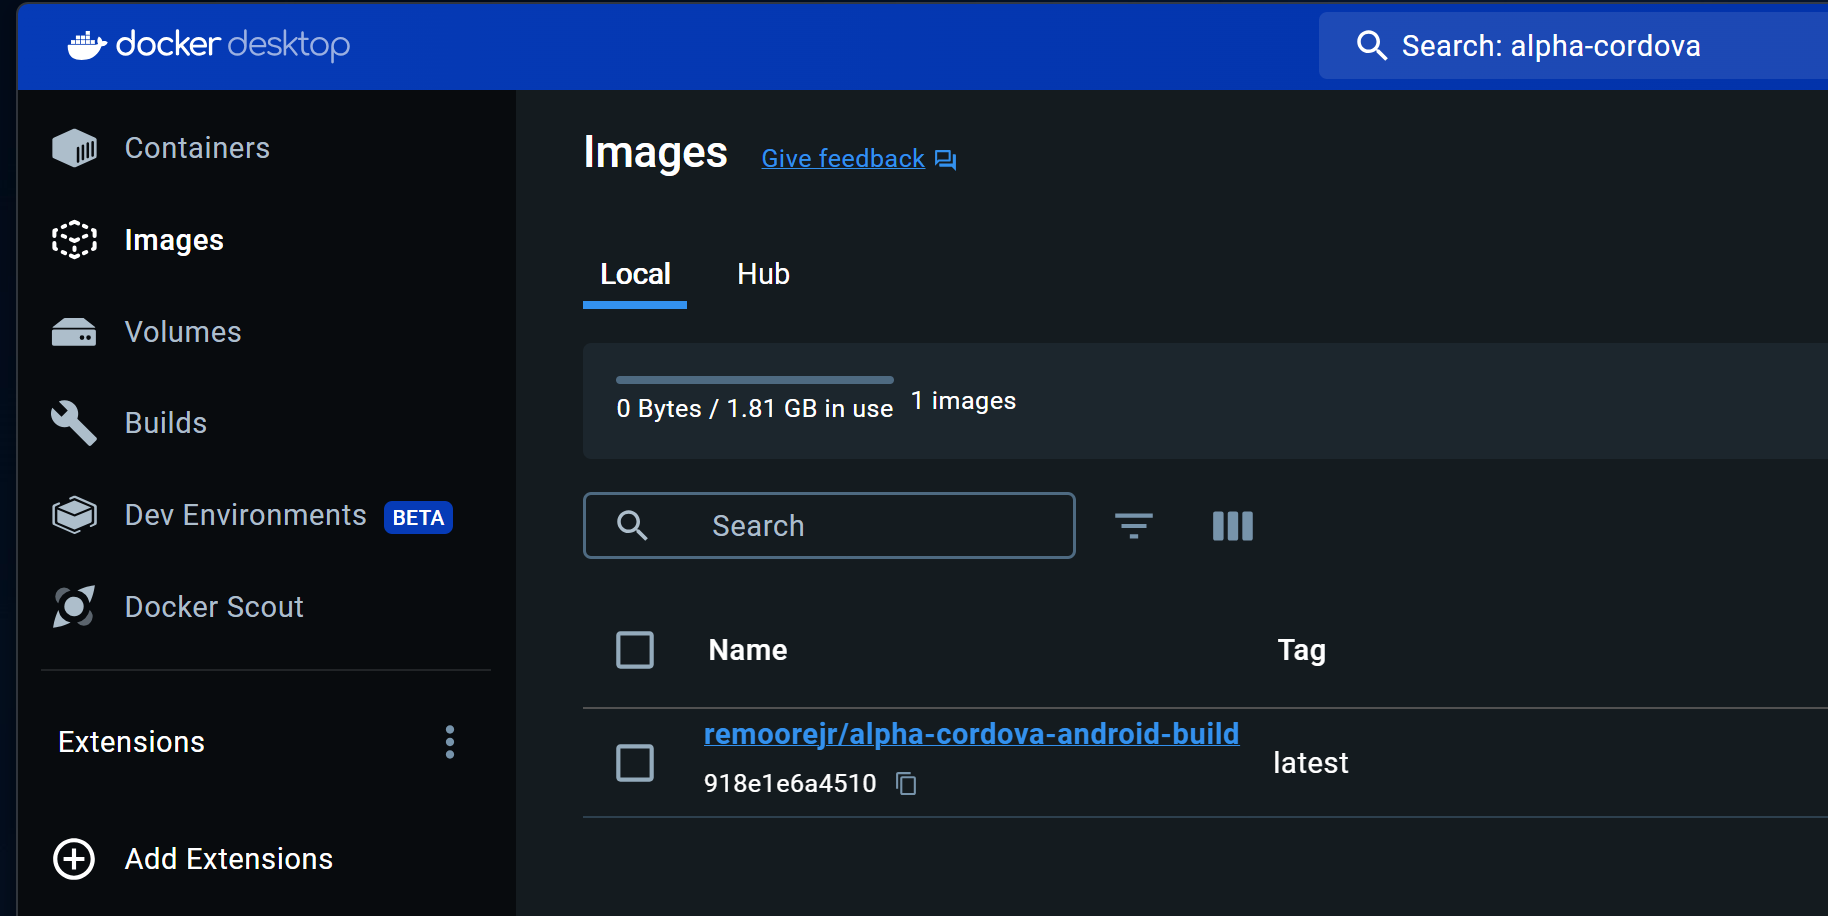 docker desktop
Search: alpha-cordova
Containers
Images
Volumes
Builds
Dev Environments BETA
Docker Scout
Extensions
Add Extensions
Images Give feedback
Local Hub
0 Bytes / 1.81 GB in use 1 images
Search
Name Tag
remoorejr/alpha-cordova-android-build
918e1e6a4510
latest